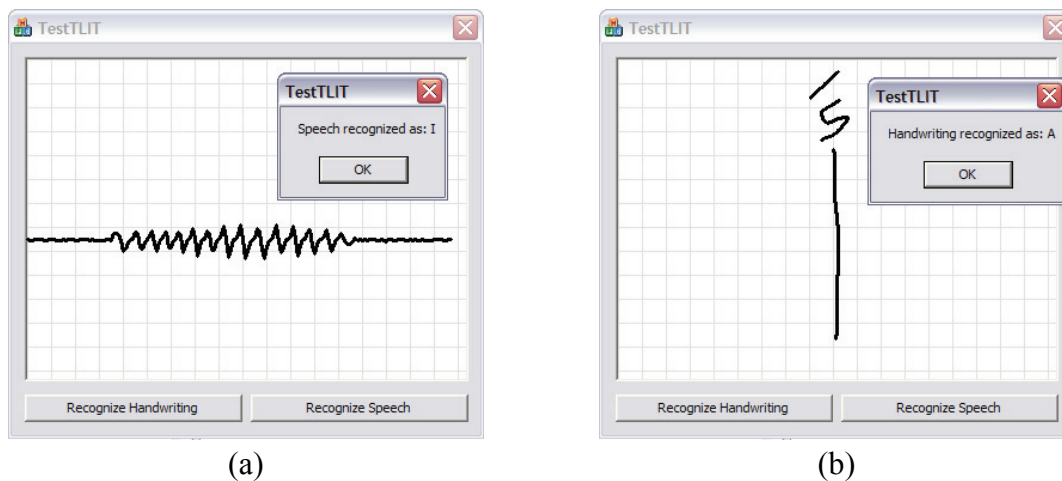 TestTLIT
TestTLIT
Speech recognized as: I
OK
Recognize Handwriting
Recognize Speech
(a)
TestTLIT
أَ
TestTLIT
Handwriting recognized as: A
OK
Recognize Handwriting
Recognize Speech
(b)